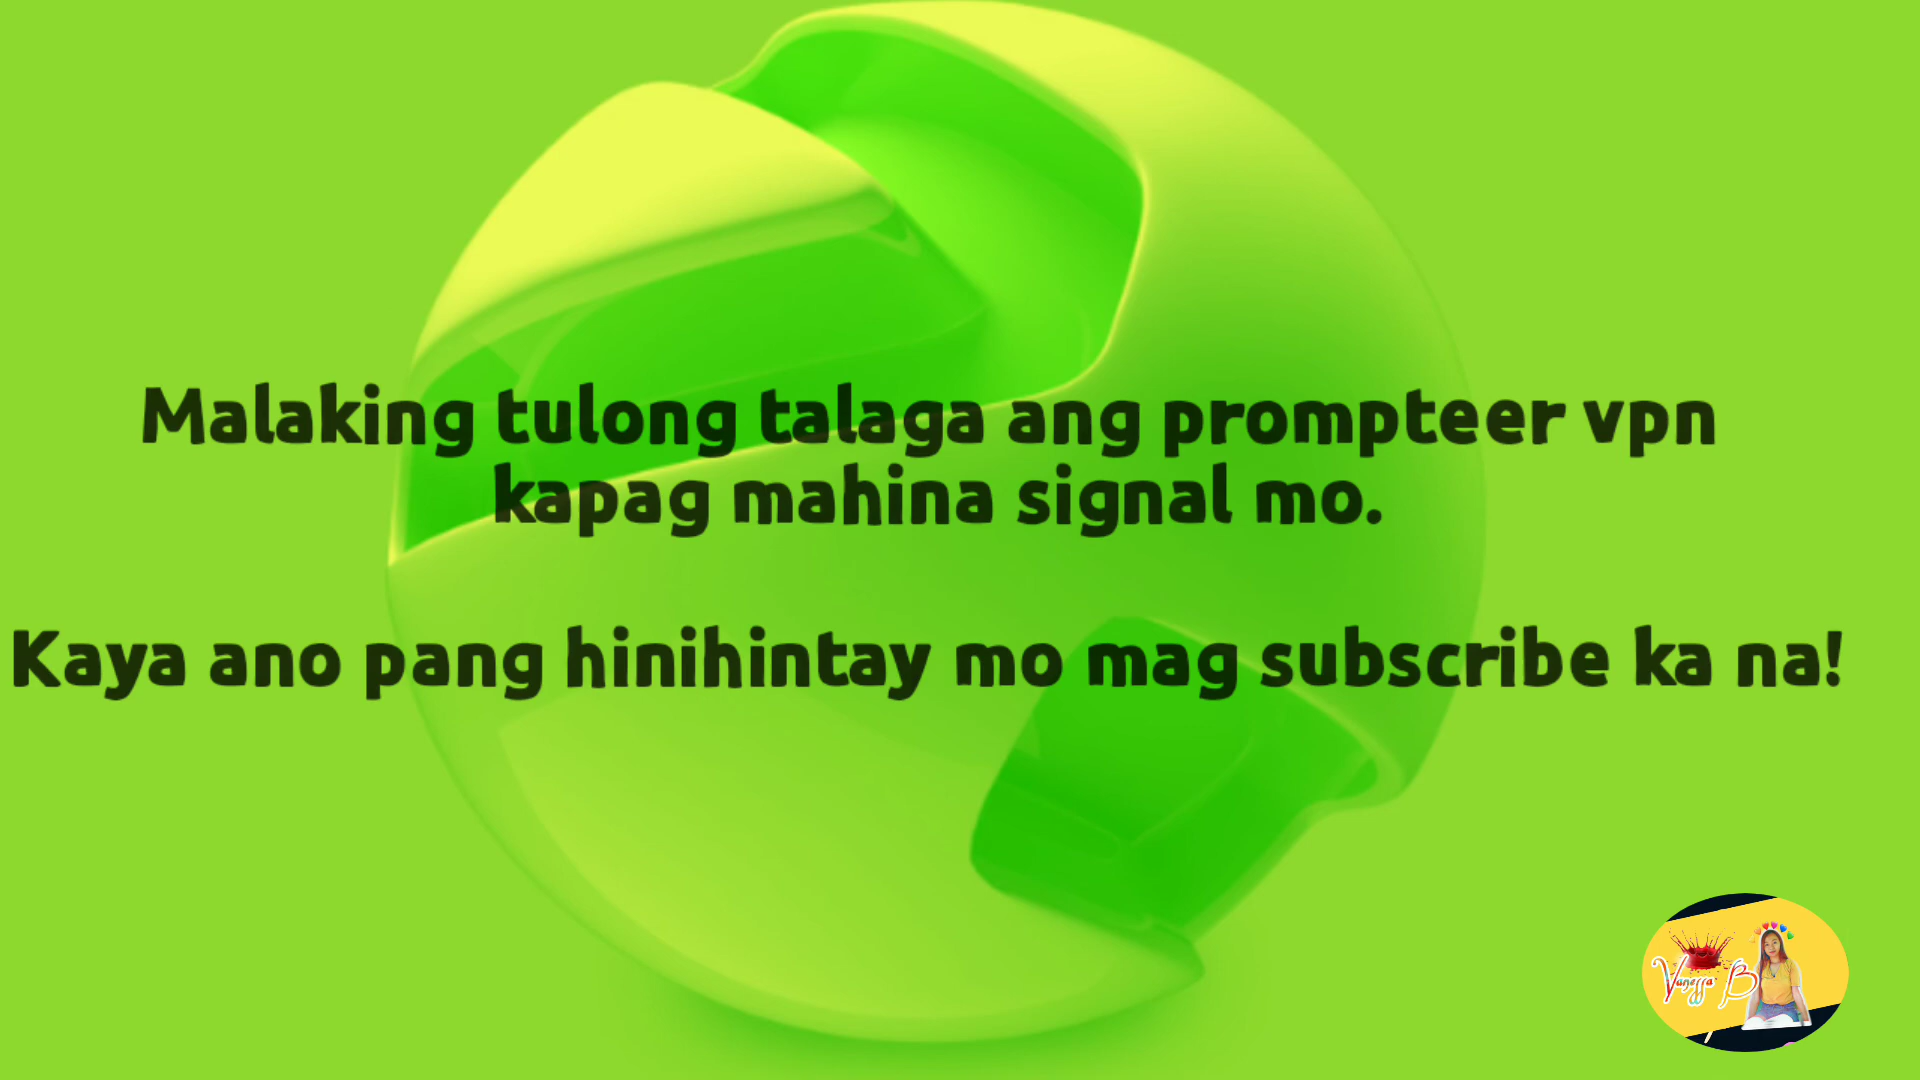 Malaking tulong talaga ang prompteer vpn
kapag mahina signal mo.
Kaya ano pang hinihintay mo mag subscribe ka na!
Vanessa B